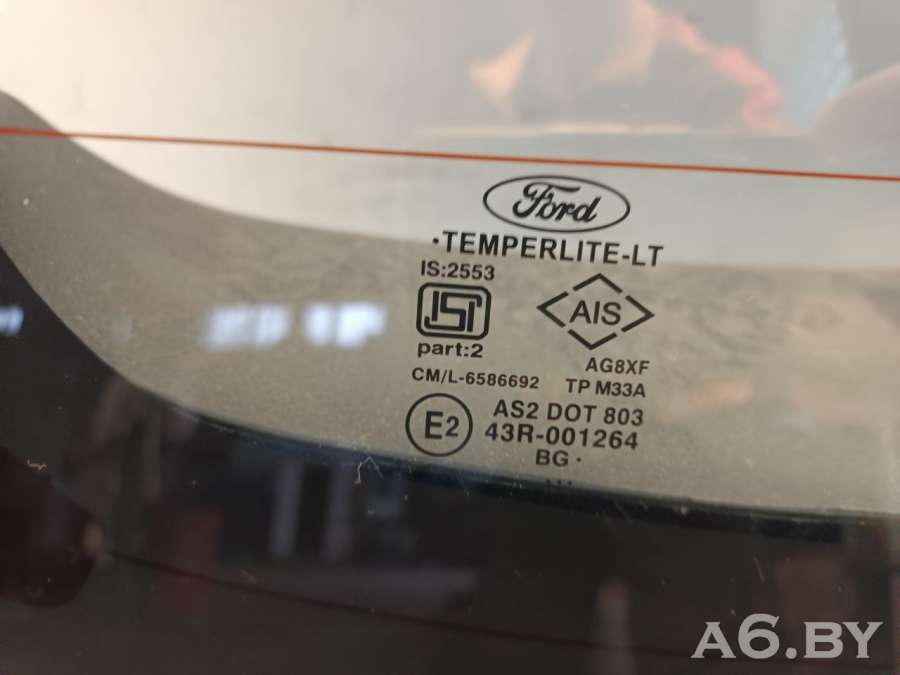 Ford
·TEMPERLITE-LT
IS:2553
ISI
AIS
part:2
AG8XF
CM/L-6586692
TP M33A
E2
AS2 DOT 803
43R-001264
BG ·
A6.BY